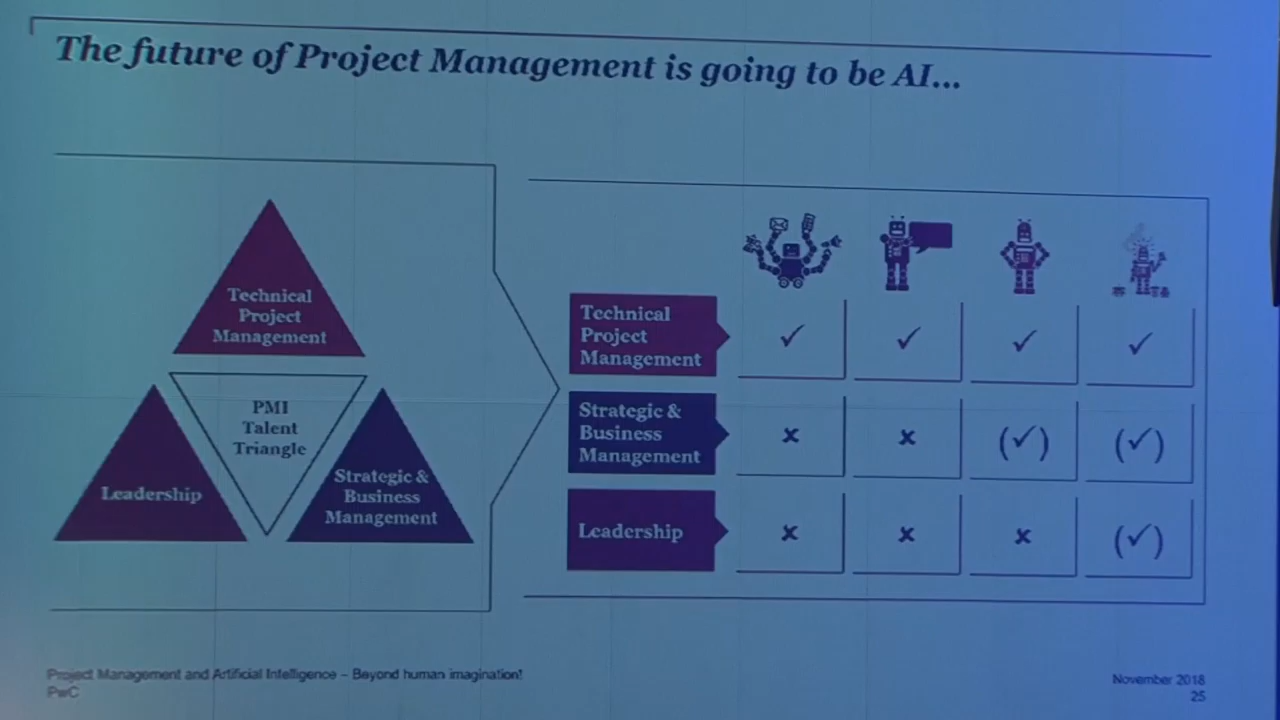 The future of Project Management is going to be AI...
Technical
Project
Management
PMI
Talent
Triangle
Leadership
Strategic &
Business
Management
Technical
Project
Management
✓ ✓ ✓ ✓
Strategic &
Business
Management
x x (✓) (✓)
Leadership
x x x (✓)
Project Management and Artificial Intelligence – Beyond human imagination!
PwC
November 2018
25